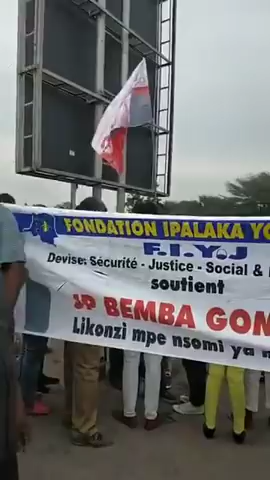 FONDATION IPALAKA YO
F.I.Y.J
Devise: Sécurité - Justice - Social &
soutient
JP BEMBA GOM
Likonzi mpe nsomi ya